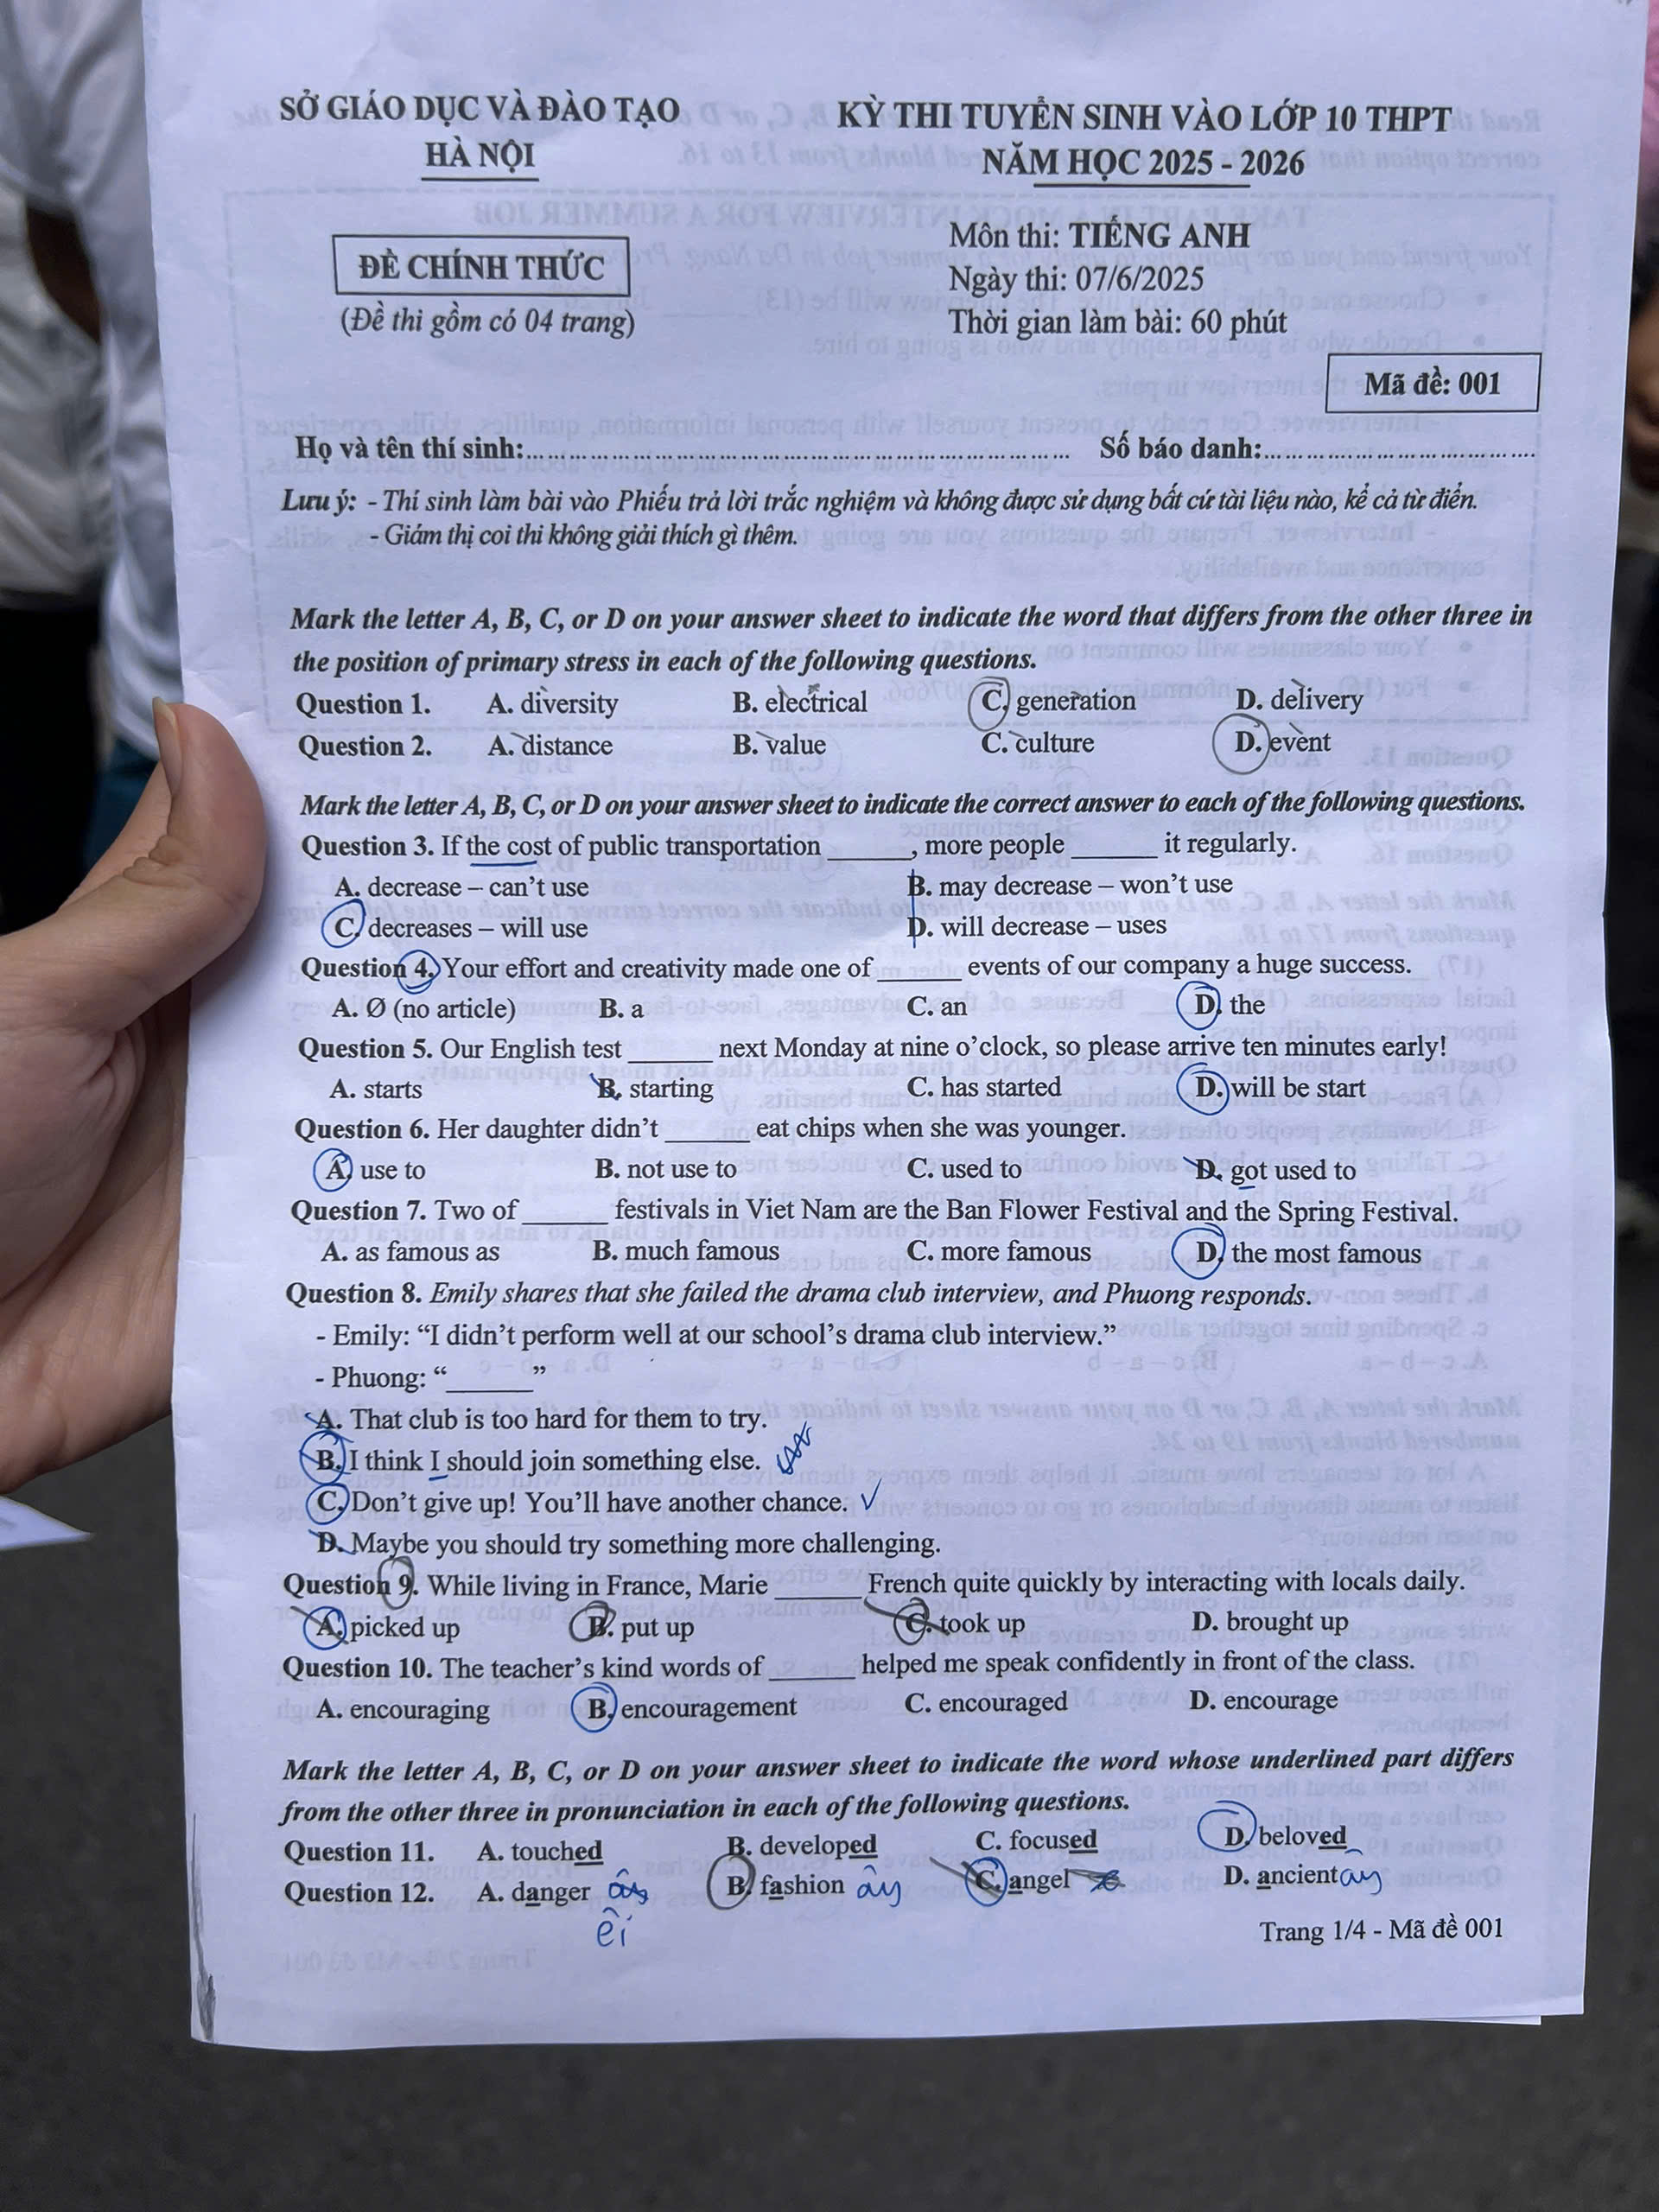 SỞ GIÁO DỤC VÀ ĐÀO TẠO
HÀ NỘI
KỲ THI TUYỂN SINH VÀO LỚP 10 THPT
NĂM HỌC 2025 - 2026
ĐỀ CHÍNH THỨC
(Đề thi gồm có 04 trang)
Môn thi: TIẾNG ANH
Ngày thi: 07/6/2025
Thời gian làm bài: 60 phút
Mã đề: 001
Họ và tên thí sinh:........................ Số báo danh:........................
Lưu ý: - Thí sinh làm bài vào Phiếu trả lời trắc nghiệm và không được sử dụng bất cứ tài liệu nào, kể cả từ điển.
- Giám thị coi thi không giải thích gì thêm.
Mark the letter A, B, C, or D on your answer sheet to indicate the word that differs from the other three in
the position of primary stress in each of the following questions.
Question 1. A. diversity B. electrical C. generation D. delivery
Question 2. A. distance B. value C. culture D. event
Mark the letter A, B, C, or D on your answer sheet to indicate the correct answer to each of the following questions.
Question 3. If the cost of public transportation ______, more people ______ it regularly.
A. decrease – can't use B. may decrease – won't use
C. decreases – will use D. will decrease – uses
Question 4. Your effort and creativity made one of ______ events of our company a huge success.
A. Ø (no article) B. a C. an D. the
Question 5. Our English test ______ next Monday at nine o'clock, so please arrive ten minutes early!
A. starts B. starting C. has started D. will be start
Question 6. Her daughter didn't ______ eat chips when she was younger.
A. use to B. not use to C. used to D. got used to
Question 7. Two of ______ festivals in Viet Nam are the Ban Flower Festival and the Spring Festival.
A. as famous as B. much famous C. more famous D. the most famous
Question 8. Emily shares that she failed the drama club interview, and Phuong responds.
- Emily: "I didn't perform well at our school's drama club interview."
- Phuong: "______"
A. That club is too hard for them to try.
B. I think I should join something else.
C. Don't give up! You'll have another chance.
D. Maybe you should try something more challenging.
Question 9. While living in France, Marie ______ French quite quickly by interacting with locals daily.
A. picked up B. put up C. took up D. brought up
Question 10. The teacher's kind words of ______ helped me speak confidently in front of the class.
A. encouraging B. encouragement C. encouraged D. encourage
Mark the letter A, B, C, or D on your answer sheet to indicate the word whose underlined part differs
from the other three in pronunciation in each of the following questions.
Question 11. A. touched B. developed C. focused D. beloved
Question 12. A. danger B. fashion ây C. angel D. ancient ây
êi
Trang 1/4 - Mã đề 001